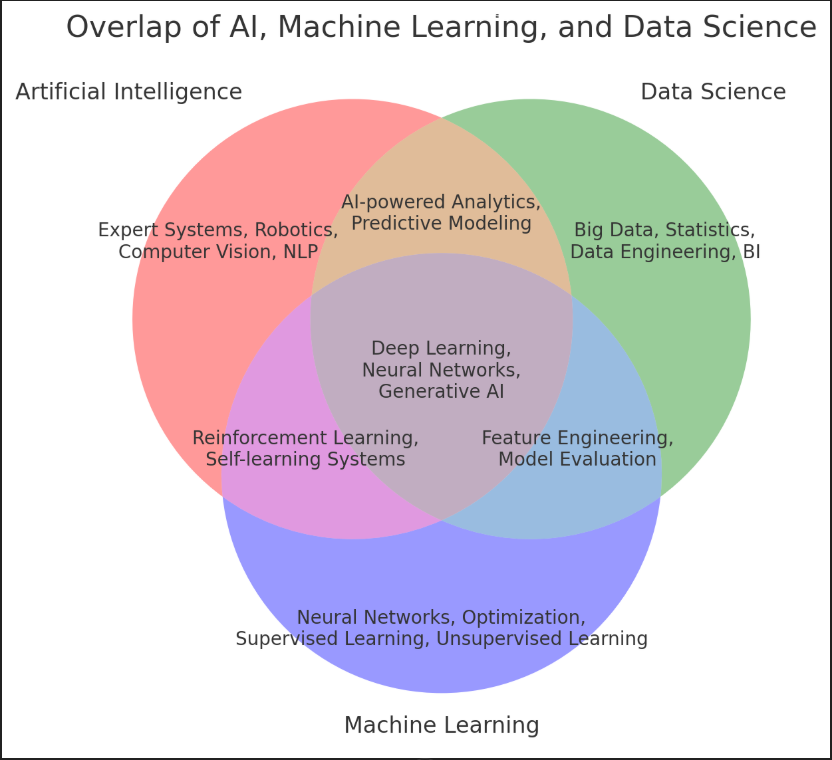 Overlap of AI, Machine Learning, and Data Science
Artificial Intelligence
Data Science
AI-powered Analytics,
Predictive Modeling
Expert Systems, Robotics,
Computer Vision, NLP
Big Data, Statistics,
Data Engineering, BI
Deep Learning,
Neural Networks,
Generative AI
Reinforcement Learning,
Self-learning Systems
Feature Engineering,
Model Evaluation
Neural Networks, Optimization,
Supervised Learning, Unsupervised Learning
Machine Learning